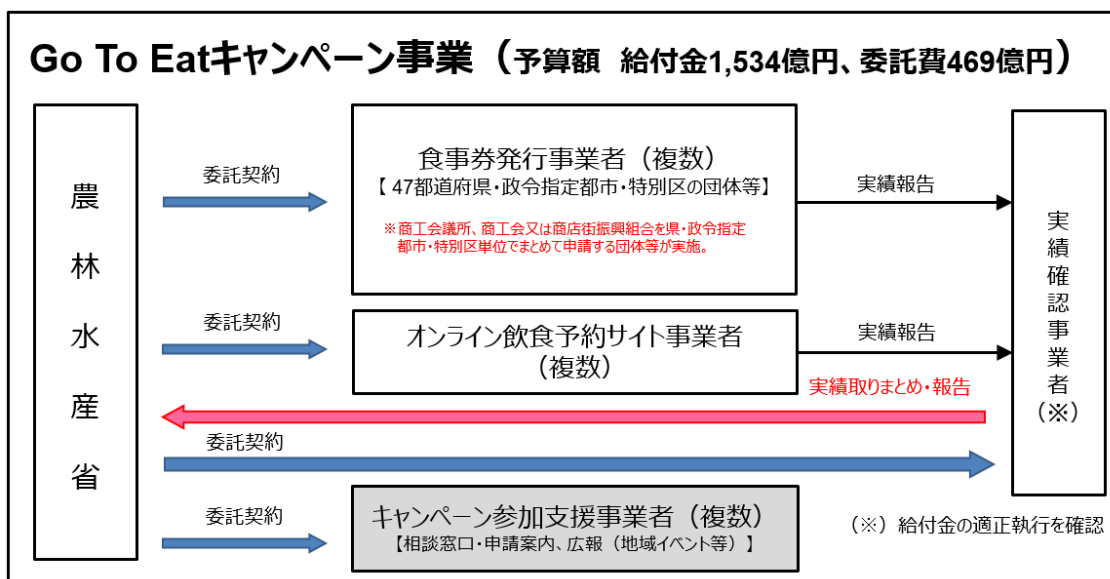 Go To Eatキャンペーン事業（予算額　給付金1,534億円、委託費469億円）
農林水産省
委託契約
食事券発行事業者（複数）
【 47都道府県・政令指定都市・特別区の団体等】
※商工会議所、商工会又は商店街振興組合を県・政令指定
都市・特別区単位でまとめて申請する団体等が実施。
実績報告
実績確認事業者（※）
委託契約
オンライン飲食予約サイト事業者
（複数）
実績報告
実績取りまとめ・報告
委託契約
委託契約
キャンペーン参加支援事業者（複数）
【相談窓口・申請案内、広報（地域イベント等）】
（※）給付金の適正執行を確認